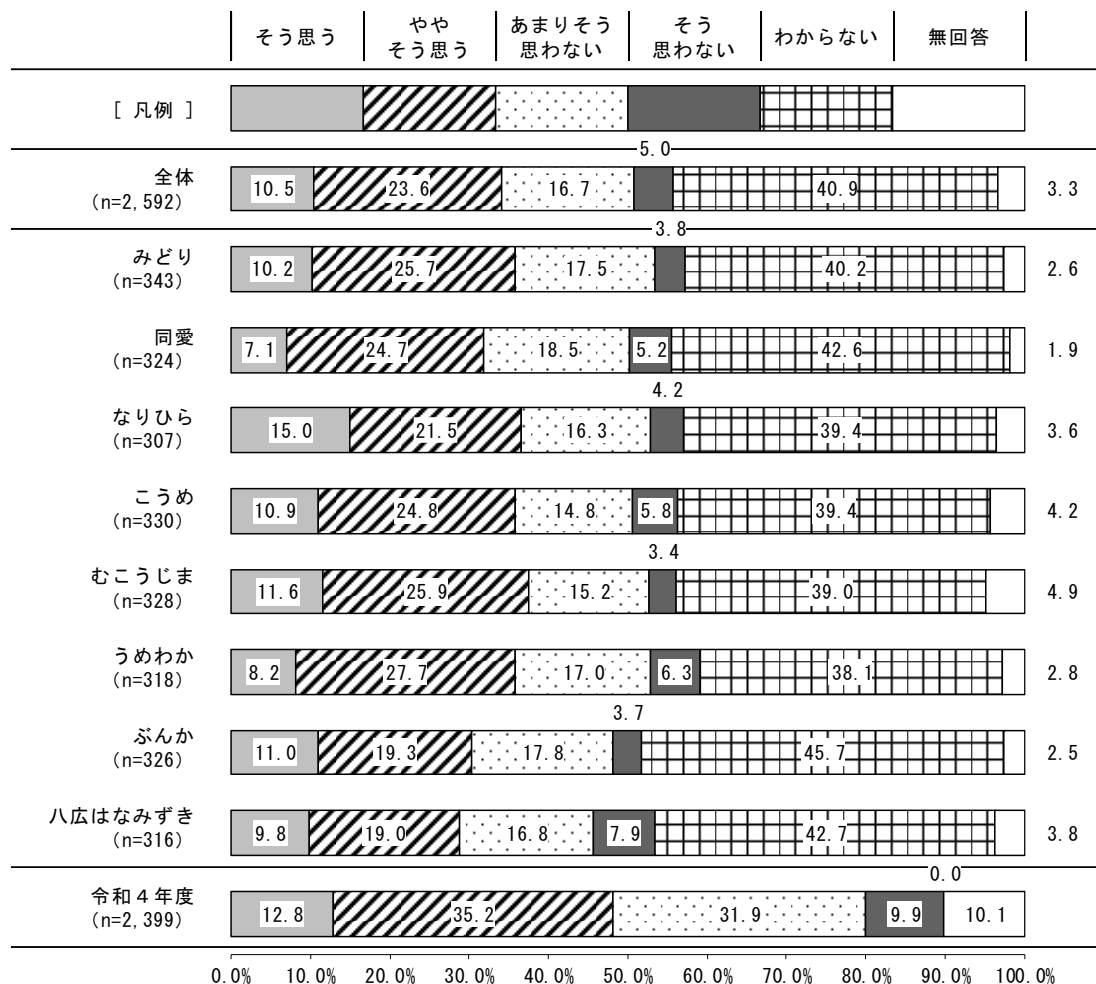 そう思う
やや
そう思う
あまりそう
思わない
そう
思わない
わからない
無回答
[ 凡例 ]
5.0
全体
(n=2,592)
10.5 23.6 16.7 40.9 3.3
3.8
みどり
(n=343)
10.2 25.7 17.5 40.2 2.6
同愛
(n=324)
7.1 24.7 18.5 5.2 42.6 1.9
4.2
なりひら
(n=307)
15.0 21.5 16.3 39.4 3.6
こうめ
(n=330)
10.9 24.8 14.8 5.8 39.4 4.2
3.4
むこうじま
(n=328)
11.6 25.9 15.2 39.0 4.9
うめわか
(n=318)
8.2 27.7 17.0 6.3 38.1 2.8
3.7
ぶんか
(n=326)
11.0 19.3 17.8 45.7 2.5
八広はなみずき
(n=316)
9.8 19.0 16.8 7.9 42.7 3.8
0.0
令和４年度
(n=2,399)
12.8 35.2 31.9 9.9 10.1
0.0% 10.0% 20.0% 30.0% 40.0% 50.0% 60.0% 70.0% 80.0% 90.0% 100.0%